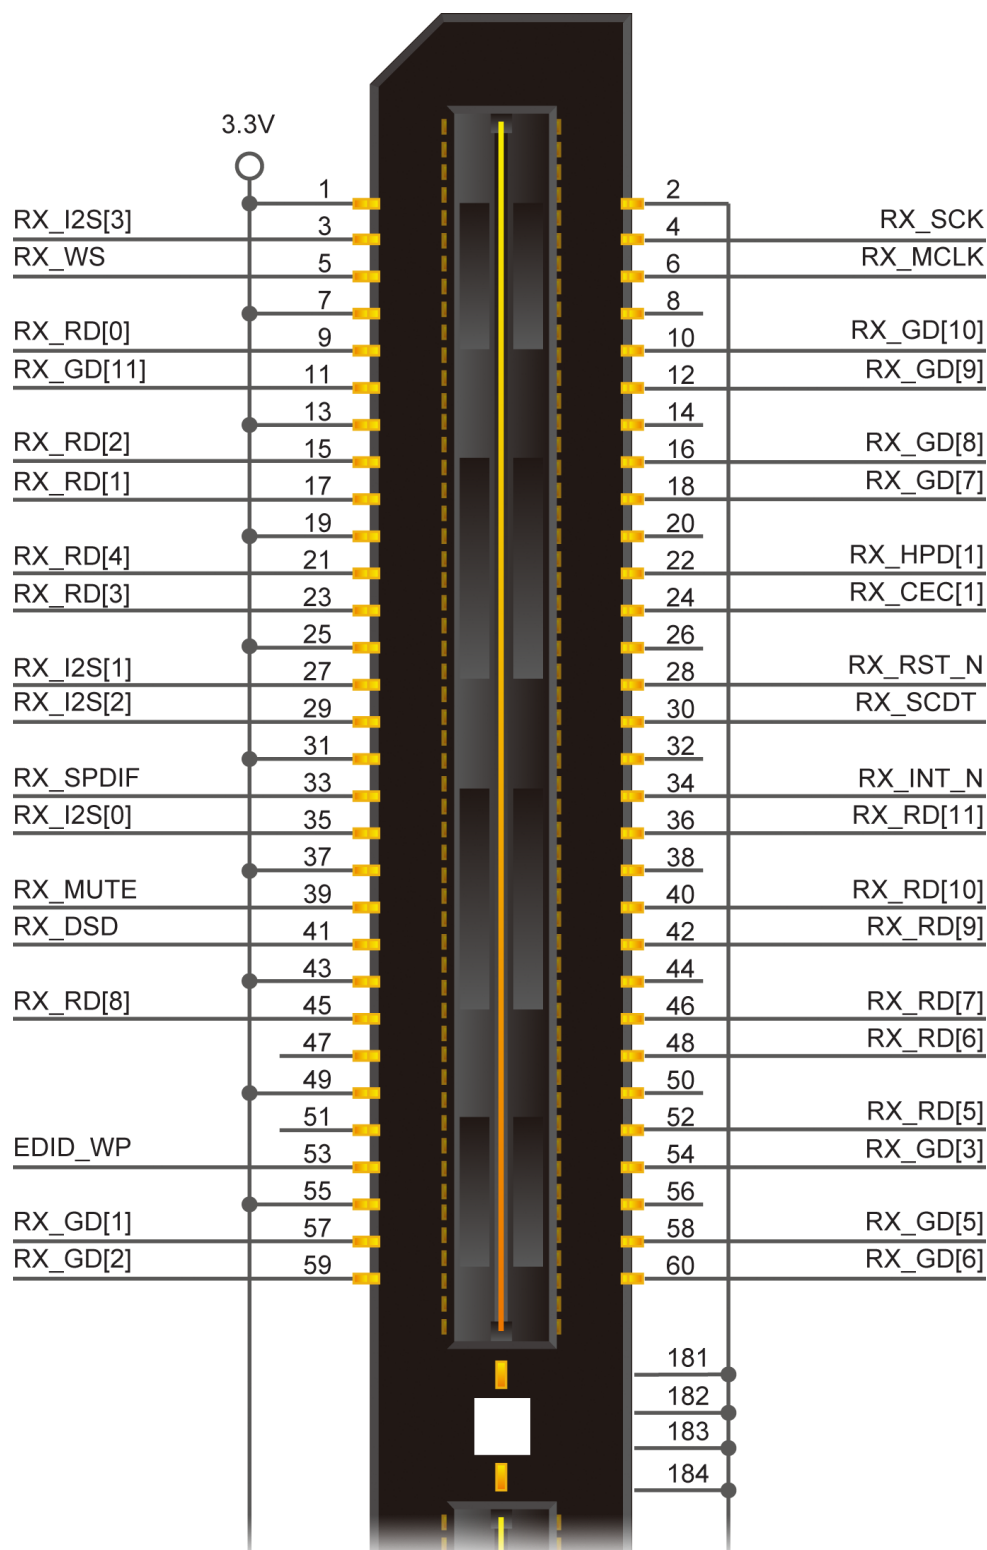 3.3V
1 2
RX_I2S[3] 3 4 RX_SCK
RX_WS 5 6 RX_MCLK
7 8
RX_RD[0] 9 10 RX_GD[10]
RX_GD[11] 11 12 RX_GD[9]
13 14
RX_RD[2] 15 16 RX_GD[8]
RX_RD[1] 17 18 RX_GD[7]
19 20
RX_RD[4] 21 22 RX_HPD[1]
RX_RD[3] 23 24 RX_CEC[1]
25 26
RX_I2S[1] 27 28 RX_RST_N
RX_I2S[2] 29 30 RX_SCDT
31 32
RX_SPDIF 33 34 RX_INT_N
RX_I2S[0] 35 36 RX_RD[11]
37 38
RX_MUTE 39 40 RX_RD[10]
RX_DSD 41 42 RX_RD[9]
43 44
RX_RD[8] 45 46 RX_RD[7]
47 48 RX_RD[6]
49 50
51 52 RX_RD[5]
EDID_WP 53 54 RX_GD[3]
55 56
RX_GD[1] 57 58 RX_GD[5]
RX_GD[2] 59 60 RX_GD[6]
181
182
183
184